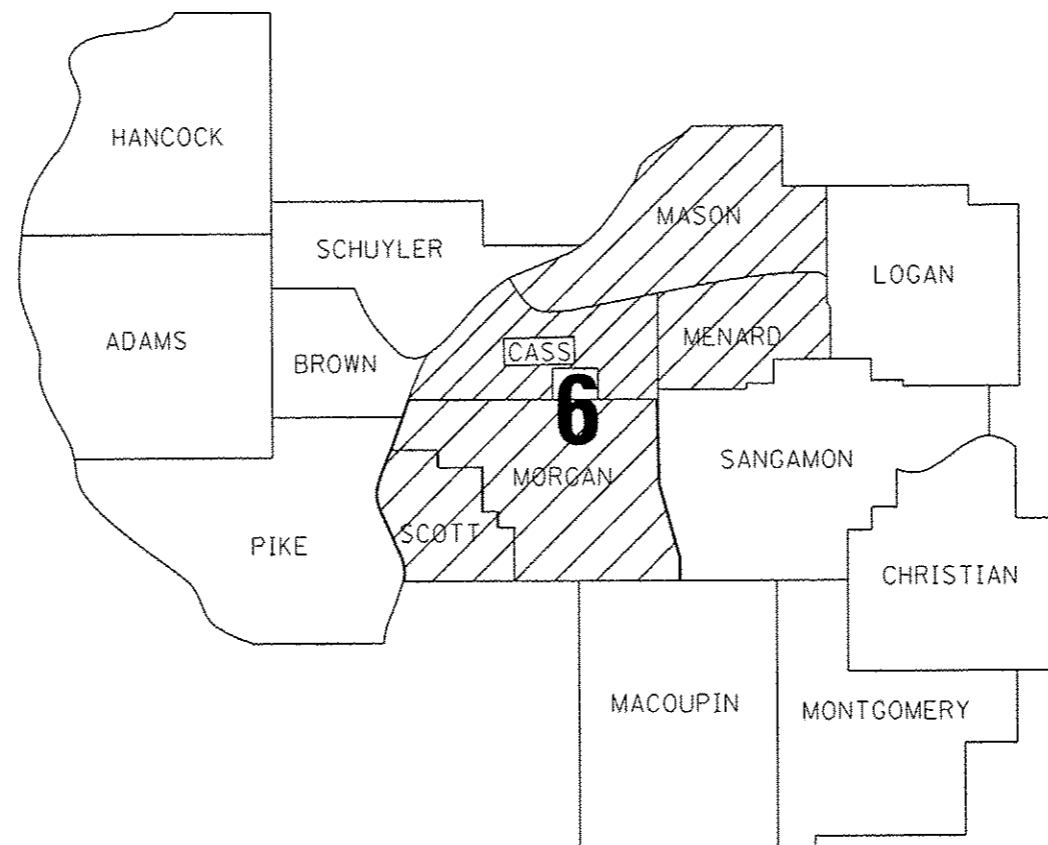 HANCOCK
MASON
SCHUYLER
LOGAN
ADAMS
MENARD
CASS
BROWN
6
SANGAMON
MORGAN
SCOTT
PIKE
CHRISTIAN
MACOUPIN
MONTGOMERY